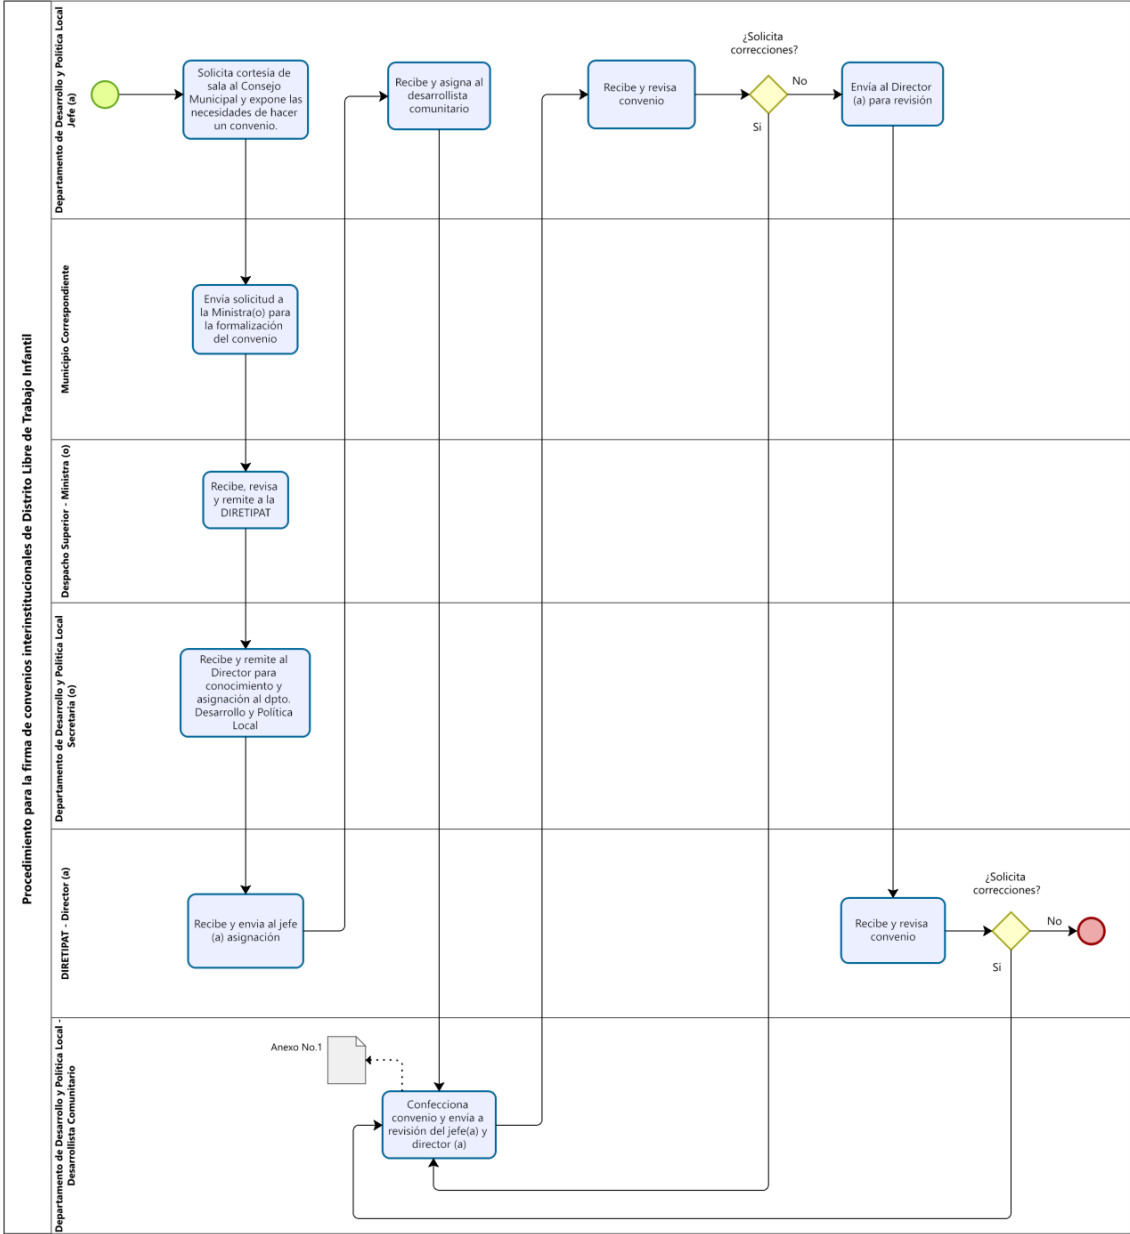 Procedimiento para la firma de convenios interinstitucionales de Distrito Libre de Trabajo Infantil
Departamento de Desarrollo y Política Local
Jefe (a)
Solicita cortesía de
sala al Consejo
Municipal y expone las
necesidades de hacer
un convenio.
Recibe y asigna al
desarrollista
comunitario
Recibe y revisa
convenio
¿Solicita
correcciones?
No
Si
Envía al Director
(a) para revisión
Municipio Correspondiente
Envía solicitud a
la Ministra(o) para
la formalización
del convenio
Despacho Superior - Ministra (o)
Recibe, revisa
y remite a la
DIRETIPAT
Departamento de Desarrollo y Política Local
Secretaria (o)
Recibe y remite al
Director para
conocimiento y
asignación al dpto.
Desarrollo y Política
Local
DIRETIPAT - Director (a)
Recibe y envia al jefe
(a) asignación
Recibe y revisa
convenio
¿Solicita
correcciones?
No
Si
Departamento de Desarrollo y Política Local -
Desarrollista Comunitario
Anexo No.1
Confecciona
convenio y envía a
revisión del jefe(a) y
director (a)